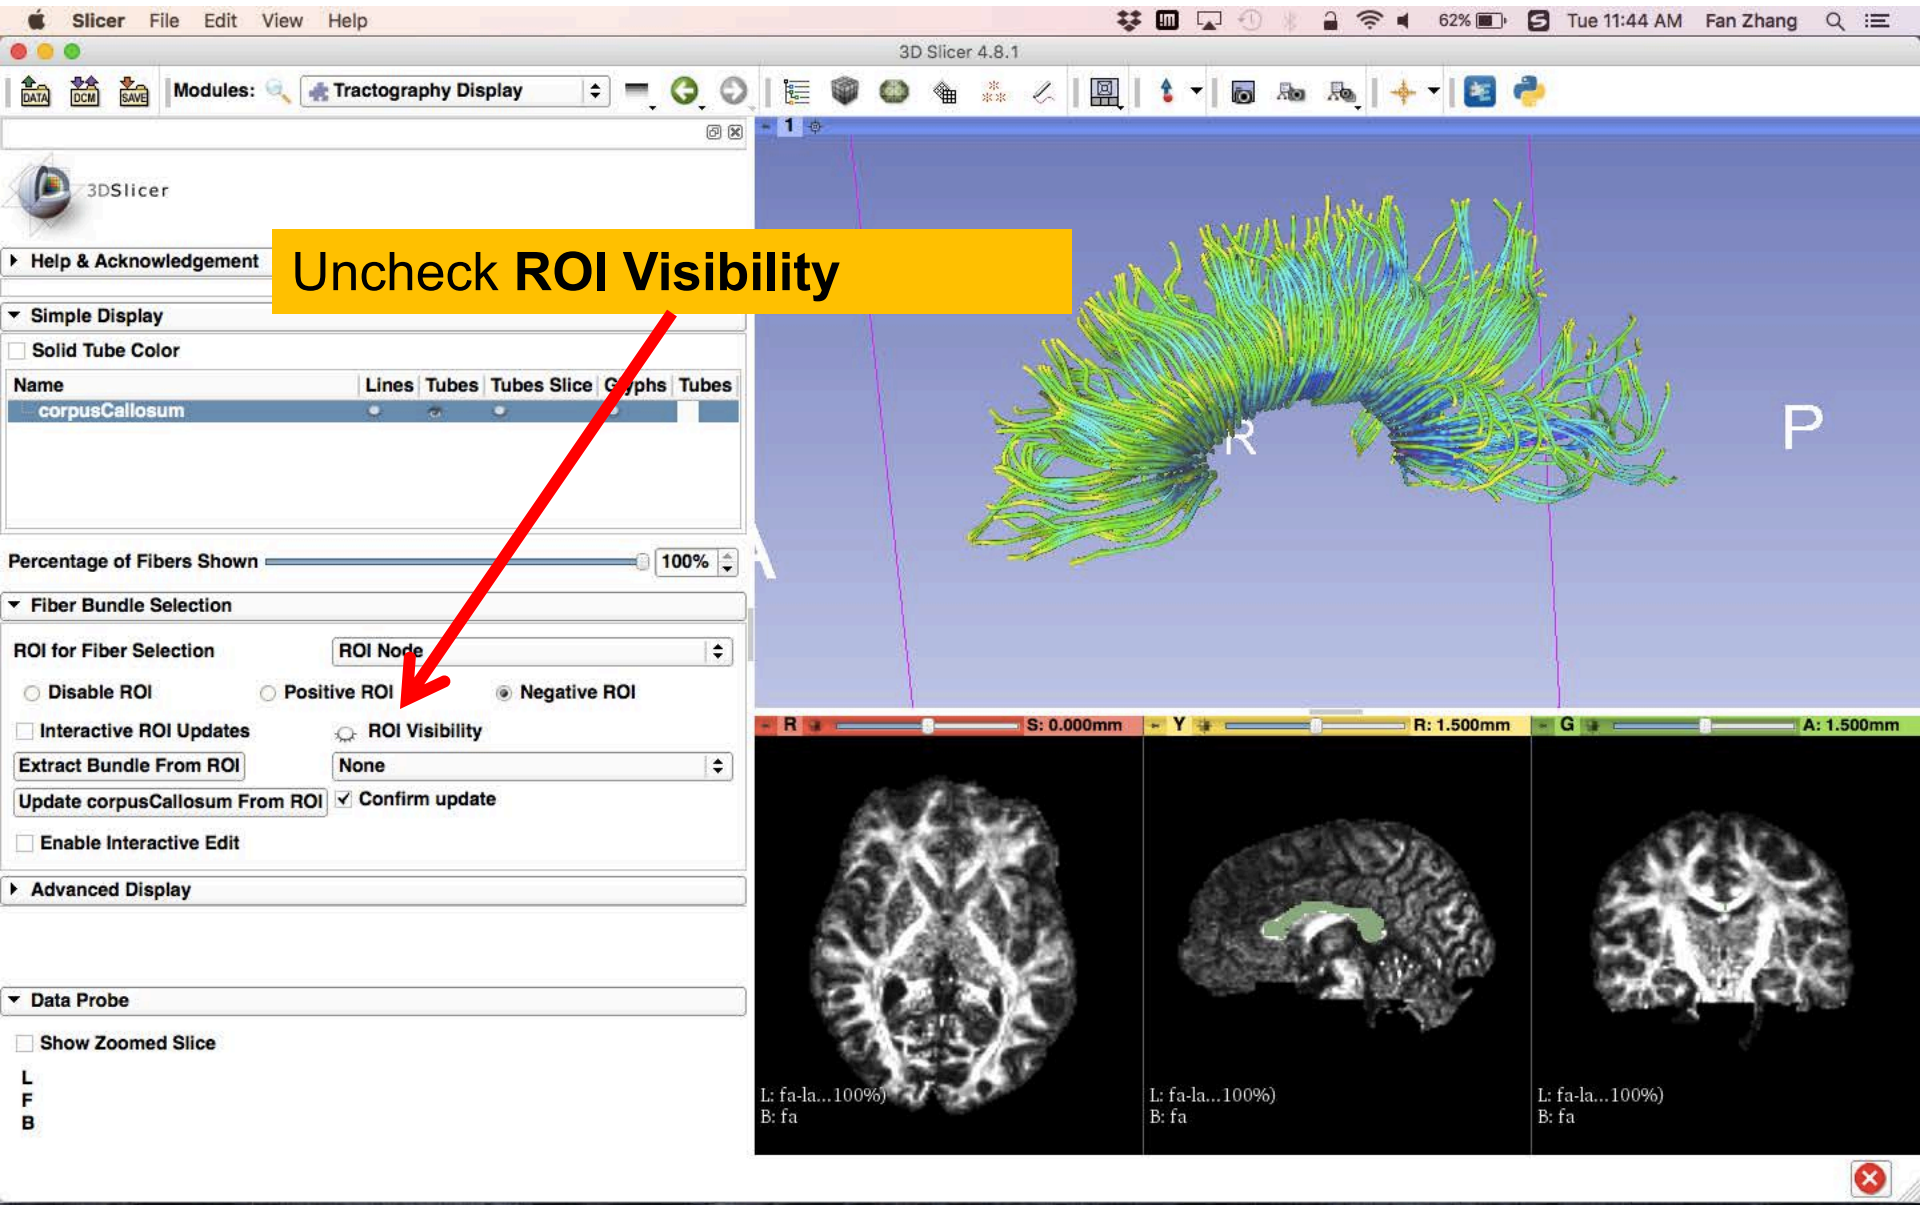 Slicer File Edit View Help 62% Tue 11:44 AM Fan Zhang
3D Slicer 4.8.1
DATA DCM SAVE Modules: Tractography Display
1
3DSlicer
Help & Acknowledgement
Uncheck ROI Visibility
Simple Display
Solid Tube Color
Name Lines Tubes Tubes Slice Glyphs Tubes
corpusCallosum
R
P
A
Percentage of Fibers Shown 100%
Fiber Bundle Selection
ROI for Fiber Selection ROI Node
Disable ROI Positive ROI Negative ROI
Interactive ROI Updates ROI Visibility
Extract Bundle From ROI None
Update corpusCallosum From ROI Confirm update
Enable Interactive Edit
Advanced Display
Data Probe
Show Zoomed Slice
L
F
B
R S: 0.000mm Y R: 1.500mm G A: 1.500mm
L: fa-la...100%) L: fa-la...100%) L: fa-la...100%)
B: fa B: fa B: fa